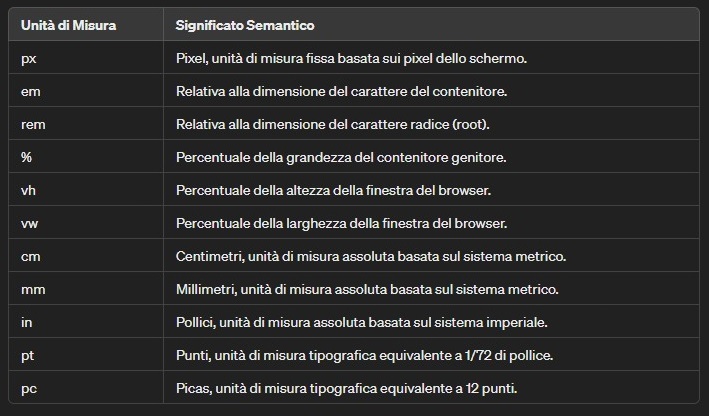 Unità di Misura Significato Semantico
px Pixel, unità di misura fissa basata sui pixel dello schermo.
em Relativa alla dimensione del carattere del contenitore.
rem Relativa alla dimensione del carattere radice (root).
% Percentuale della grandezza del contenitore genitore.
vh Percentuale della altezza della finestra del browser.
vw Percentuale della larghezza della finestra del browser.
cm Centimetri, unità di misura assoluta basata sul sistema metrico.
mm Millimetri, unità di misura assoluta basata sul sistema metrico.
in Pollici, unità di misura assoluta basata sul sistema imperiale.
pt Punti, unità di misura tipografica equivalente a 1/72 di pollice.
pc Picas, unità di misura tipografica equivalente a 12 punti.